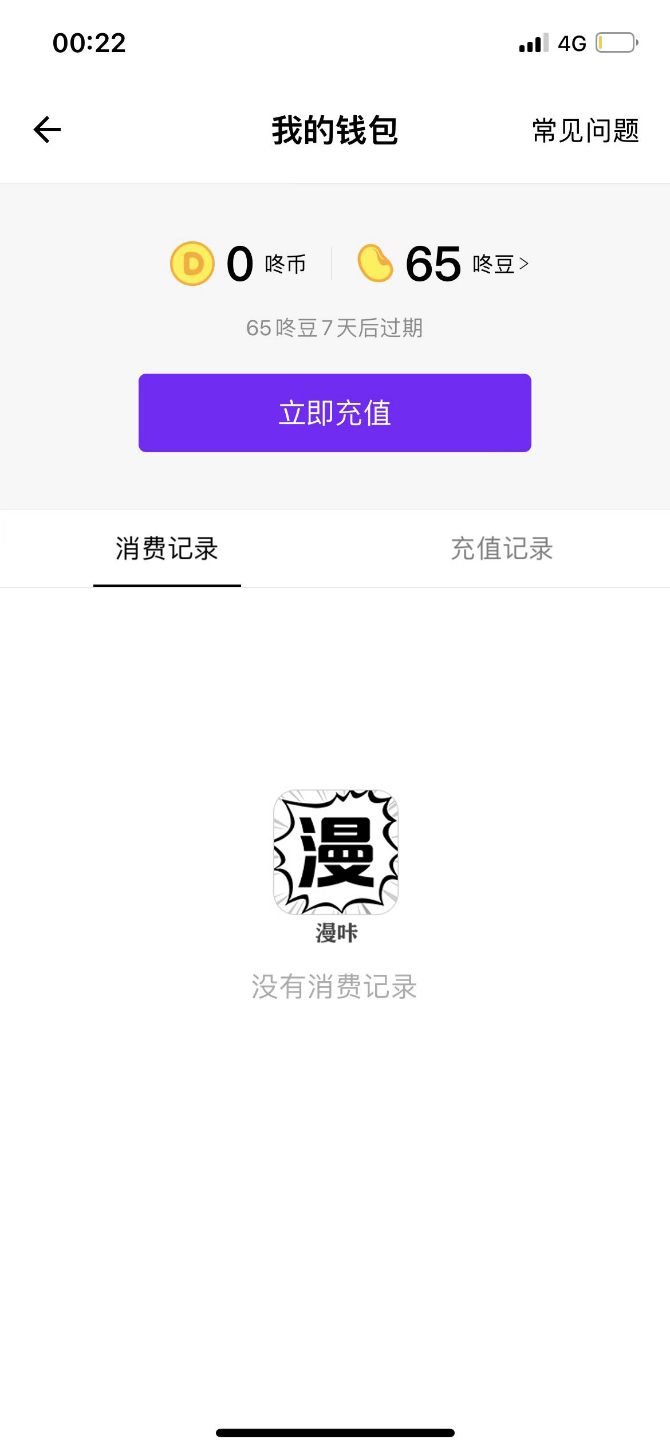 00:22 4G
我的钱包 常见问题
D 0 咚币 65 咚豆>
65咚豆7天后过期
立即充值
消费记录 充值记录
漫
漫咔
没有消费记录